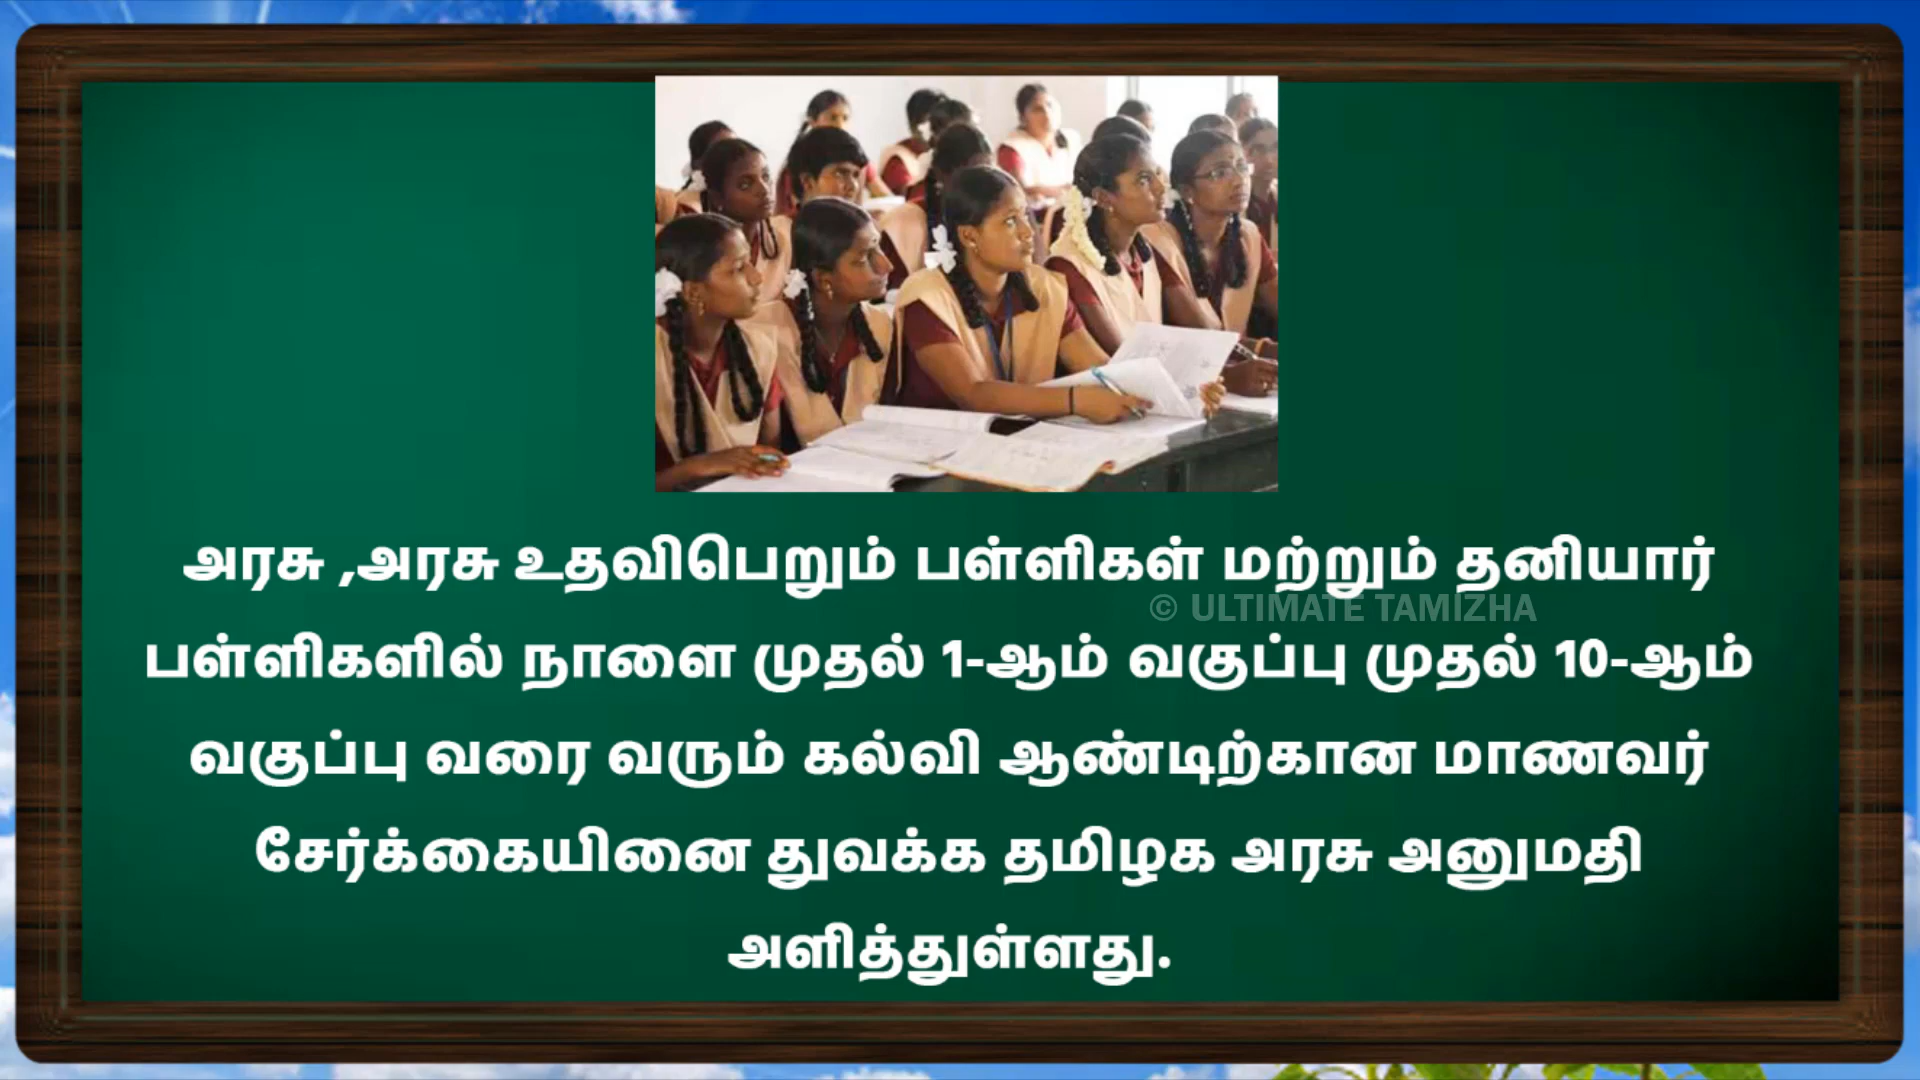 அரசு ,அரசு உதவிபெறும் பள்ளிகள் மற்றும் தனியார்
© ULTIMATE TAMIZHA
பள்ளிகளில் நாளை முதல் 1-ஆம் வகுப்பு முதல் 10-ஆம்
வகுப்பு வரை வரும் கல்வி ஆண்டிற்கான மாணவர்
சேர்க்கையினை துவக்க தமிழக அரசு அனுமதி
அளித்துள்ளது.